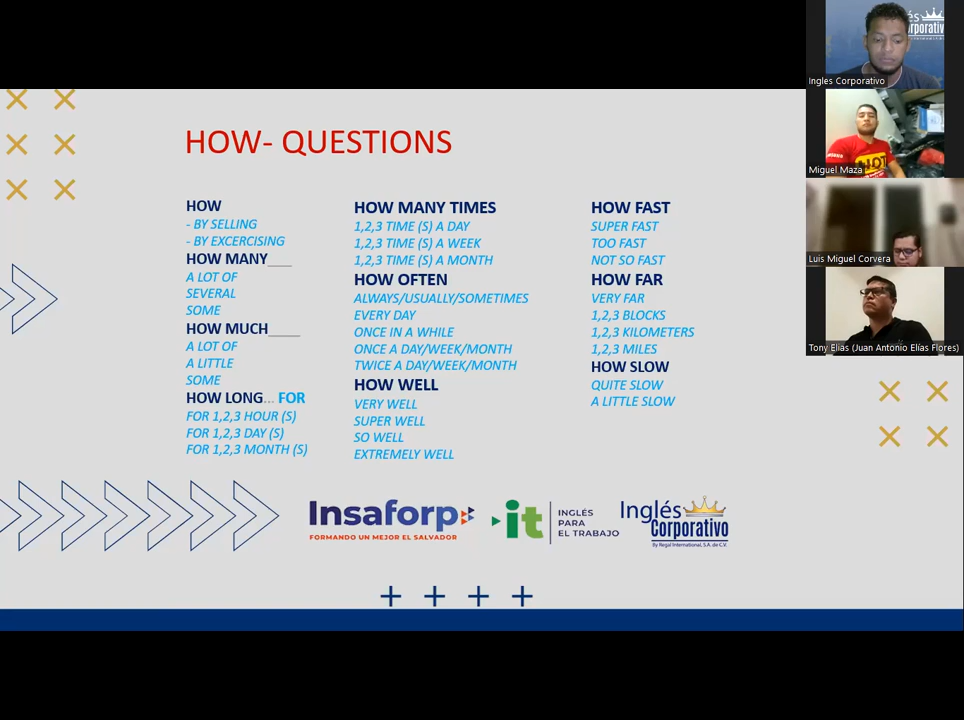 HOW- QUESTIONS
HOW
- BY SELLING
- BY EXCERCISING
HOW MANY___
A LOT OF
SEVERAL
SOME
HOW MUCH____
A LOT OF
A LITTLE
SOME
HOW LONG... FOR
FOR 1,2,3 HOUR (S)
FOR 1,2,3 DAY (S)
FOR 1,2,3 MONTH (S)
HOW MANY TIMES
1,2,3 TIME (S) A DAY
1,2,3 TIME (S) A WEEK
1,2,3 TIME (S) A MONTH
HOW OFTEN
ALWAYS/USUALLY/SOMETIMES
EVERY DAY
ONCE IN A WHILE
ONCE A DAY/WEEK/MONTH
TWICE A DAY/WEEK/MONTH
HOW WELL
VERY WELL
SUPER WELL
SO WELL
EXTREMELY WELL
HOW FAST
SUPER FAST
TOO FAST
NOT SO FAST
HOW FAR
VERY FAR
1,2,3 BLOCKS
1,2,3 KILOMETERS
1,2,3 MILES
HOW SLOW
QUITE SLOW
A LITTLE SLOW
Insaforp
FORMANDO UN MEJOR EL SALVADOR
it
INGLÉS
PARA
EL TRABAJO
Inglés
Corporativo
By Regal International, S.A. de C.V.
Ingles Corporativo
Miguel Maza
Luis Miguel Corvera
Tony Elias (Juan Antonio Elías Flores)